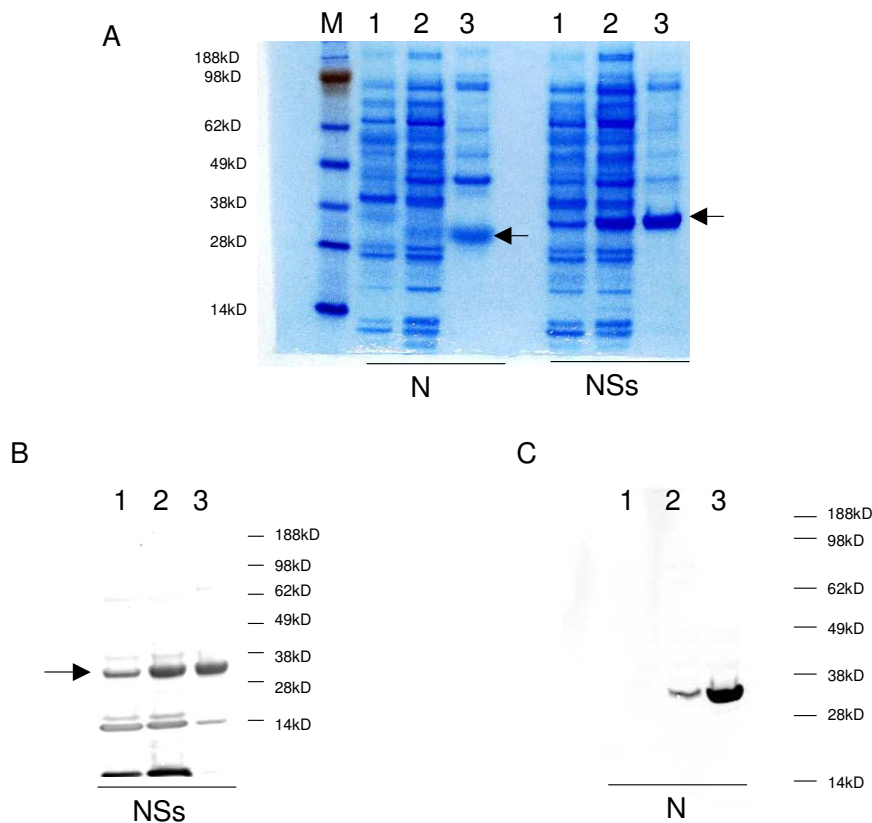 A
M 1 2 3 1 2 3
188kD
98kD
62kD
49kD
38kD
28kD
14kD
N NSs
B
1 2 3
188kD
98kD
62kD
49kD
38kD
28kD
14kD
NSs
C
1 2 3
188kD
98kD
62kD
49kD
38kD
28kD
14kD
N